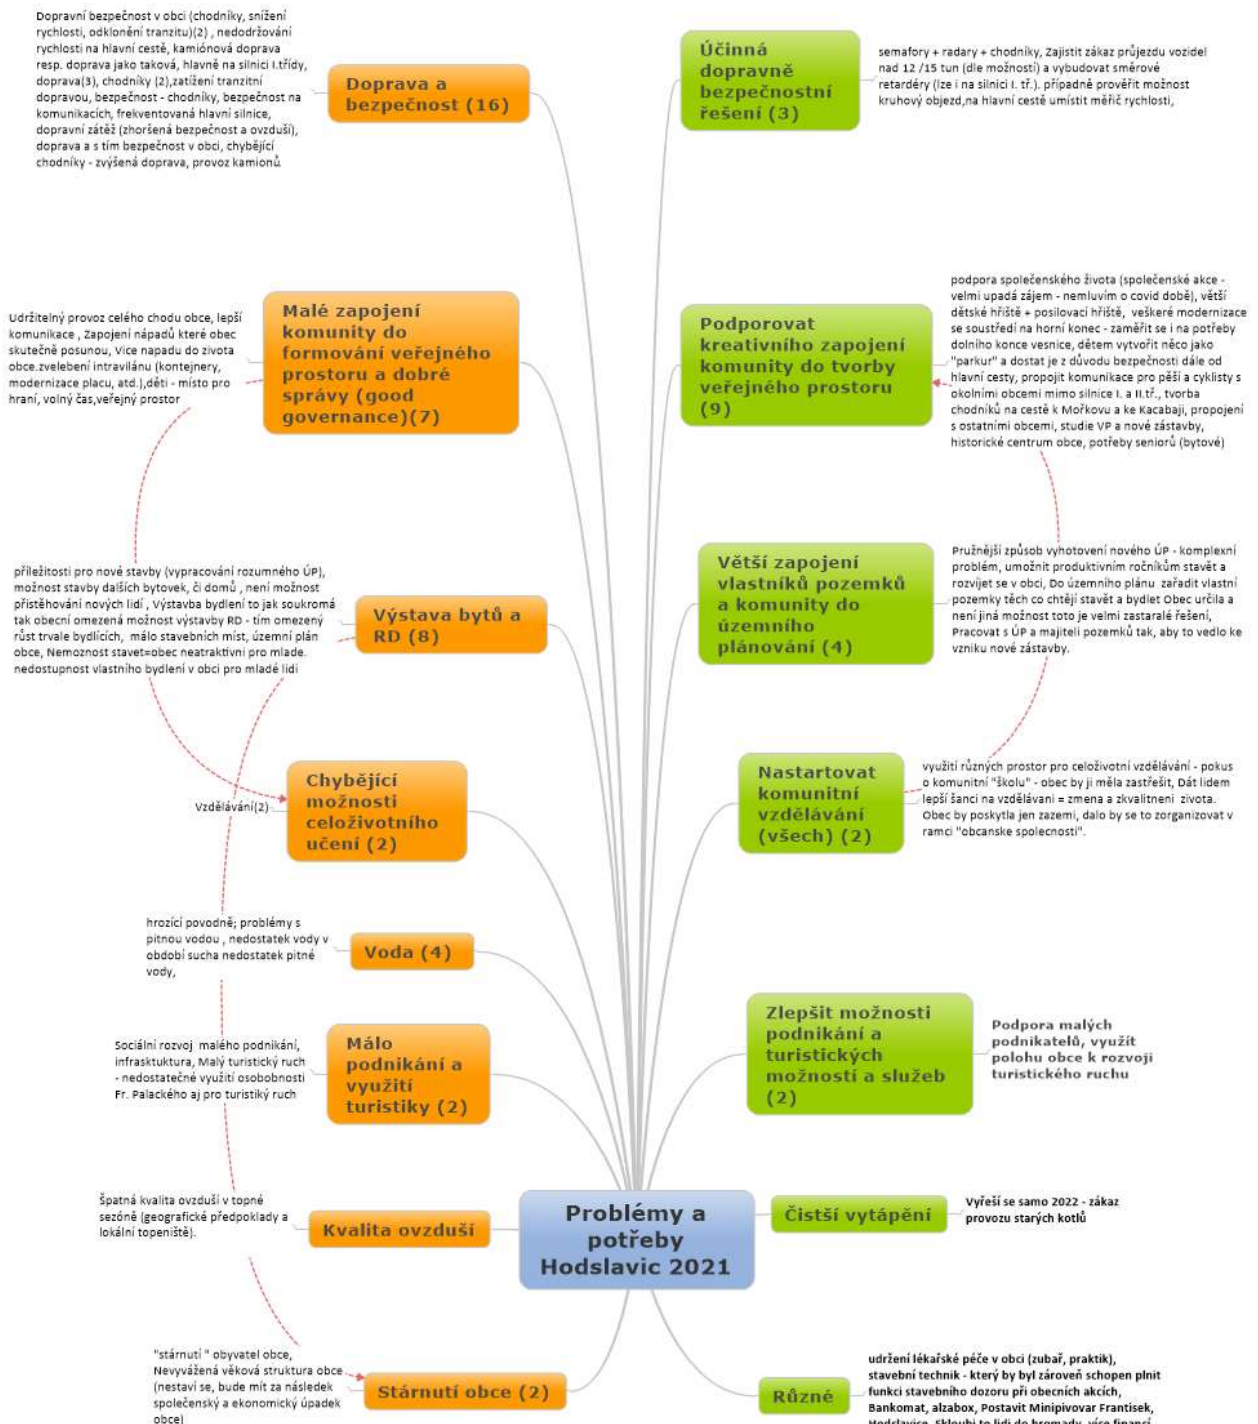 Dopravní bezpečnost v obci (chodníky, snížení
rychlosti, odklonění tranzitu)(2) , nedodržování
rychlosti na hlavní cestě, kamiónová doprava
resp. doprava jako taková, hlavně na silnici I.třídy,
doprava(3), chodníky (2),zatížení tranzitní
dopravou, bezpečnost - chodníky, bezpečnost na
komunikacích, frekventovaná hlavní silnice,
dopravní zátěž (zhoršená bezpečnost a ovzduší),
doprava a s tím bezpečnost v obci, chybějící
chodníky - zvýšená doprava, provoz kamionů
Doprava a
bezpečnost (16)
Účinná
dopravně
bezpečnostní
řešení (3)
semafory + radary + chodníky, Zajistit zákaz průjezdu vozidel
nad 12 /15 tun (dle možností) a vybudovat směrové
retardéry (lze i na silnici I. tř.). případně prověřit možnost
kruhový objezd,na hlavní cestě umístit měřič rychlosti,
Udržitelný provoz celého chodu obce, lepší
komunikace , Zapojení nápadů které obec
skutečně posunou, Vice napadu do zivota
obce.zvelebení intravilánu (kontejnery,
modernizace placu, atd.),děti - místo pro
hraní, volný čas,veřejný prostor
Malé zapojení
komunity do
formování veřejného
prostoru a dobré
správy (good
governance)(7)
Podporovat
kreativního zapojení
komunity do tvorby
veřejného prostoru
(9)
podpora společenského života (společenské akce -
velmi upadá zájem - nemluvím o covid době), větší
dětské hřiště + posilovací hřiště,  veškeré modernizace
se soustředí na horní konec - zaměřit se i na potřeby
dolního konce vesnice, dětem vytvořit něco jako
"parkur" a dostat je z důvodu bezpečnosti dále od
hlavní cesty, propojit komunikace pro pěší a cyklisty s
okolními obcemi mimo silnice I. a II.tř., tvorba
chodníků na cestě k Mořkovu a ke Kacabaji, propojení
s ostatními obcemi, studie VP a nové zástavby,
historické centrum obce, potřeby seniorů (bytové)
příležitosti pro nové stavby (vypracování rozumného ÚP),
možnost stavby dalších bytovek, či domů , není možnost
přistěhování nových lidí , Výstavba bydlení to jak soukromá
tak obecní omezená možnost výstavby RD - tím omezený
růst trvale bydlících,  málo stavebních míst, územní plán
obce, Nemoznost stavet=obec neatraktivni pro mlade.
nedostupnost vlastního bydlení v obci pro mladé lidi
Výstava bytů a
RD (8)
Větší zapojení
vlastníků pozemků
a komunity do
územního
plánování (4)
Pružnější způsob vyhotovení nového ÚP - komplexní
problém, umožnit produktivním ročníkům stavět a
rozvíjet se v obci, Do územního plánu  zařadit vlastní
pozemky těch co chtějí stavět a bydlet Obec určila a
není jiná možnost toto je velmi zastaralé řešení,
Pracovat s ÚP a majiteli pozemků tak, aby to vedlo ke
vzniku nové zástavby.
Vzdělávání(2)
Chybějící
možnosti
celoživotního
učení (2)
Nastartovat
komunitní
vzdělávání
(všech) (2)
využití různých prostor pro celoživotní vzdělávání - pokus
o komunitní "školu" - obec by ji měla zastřešit, Dát lidem
lepší šanci na vzdělávani = zmena a zkvalitneni  zivota.
Obec by poskytla jen zazemi, dalo by se to zorganizovat v
ramci "obcanske spolecnosti".
hrozící povodně; problémy s
pitnou vodou , nedostatek vody v
období sucha nedostatek pitné
vody,
Voda (4)
Sociální rozvoj  malého podnikání,
infrasktuktura, Malý turistický ruch
- nedostatečné využití osobobnosti
Fr. Palackého aj pro turistiký ruch
Málo
podnikání a
využití
turistiky (2)
Zlepšit možnosti
podnikání a
turistických
možností a služeb
(2)
Podpora malých
podnikatelů, využít
polohu obce k rozvoji
turistického ruchu
Špatná kvalita ovzduší v topné
sezóně (geografické předpoklady a
lokální topeniště).
Kvalita ovzduší
Problémy a
potřeby
Hodslavic 2021
Čistší vytápění
Vyřeší se samo 2022 - zákaz
provozu starých kotlů
"stárnutí " obyvatel obce,
Nevyvážená věková struktura obce
(nestaví se, bude mít za následek
společenský a ekonomický úpadek
obce)
Stárnutí obce (2)
Různé
udržení lékařské péče v obci (zubař, praktik),
stavební technik - který by byl zároveň schopen plnit
funkci stavebního dozoru při obecních akcích,
Bankomat, alzabox, Postavit Minipivovar Frantisek,
Hodslavice. Skloubi to lidi do hromady, více financí